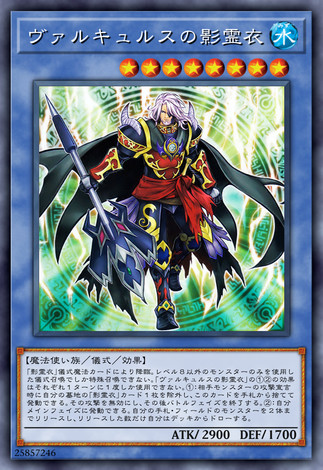 ヴァルキュルスの影霊衣
水
【魔法使い族／儀式／効果】
「影霊衣」儀式魔法カードにより降臨。レベル８以外のモンスターのみを使用し
た儀式召喚でしか特殊召喚できない。「ヴァルキュルスの影霊衣」の①②の効果
はそれぞれ１ターンに１度しか使用できない。①：相手モンスターの攻撃宣言
時に自分の墓地の「影霊衣」カード１枚を除外し、このカードを手札から捨てて
発動できる。その攻撃を無効にし、その後バトルフェイズを終了する。②：自分
メインフェイズに発動できる。自分の手札・フィールドのモンスターを２体まで
リリースし、リリースした数だけ自分はデッキからドローする。
ATK/ 2900 DEF/1700
25857246